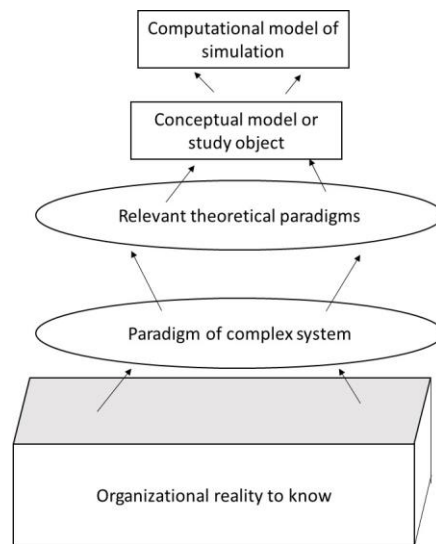 Computational model of
simulation
Conceptual model or
study object
Relevant theoretical paradigms
Paradigm of complex system
Organizational reality to know